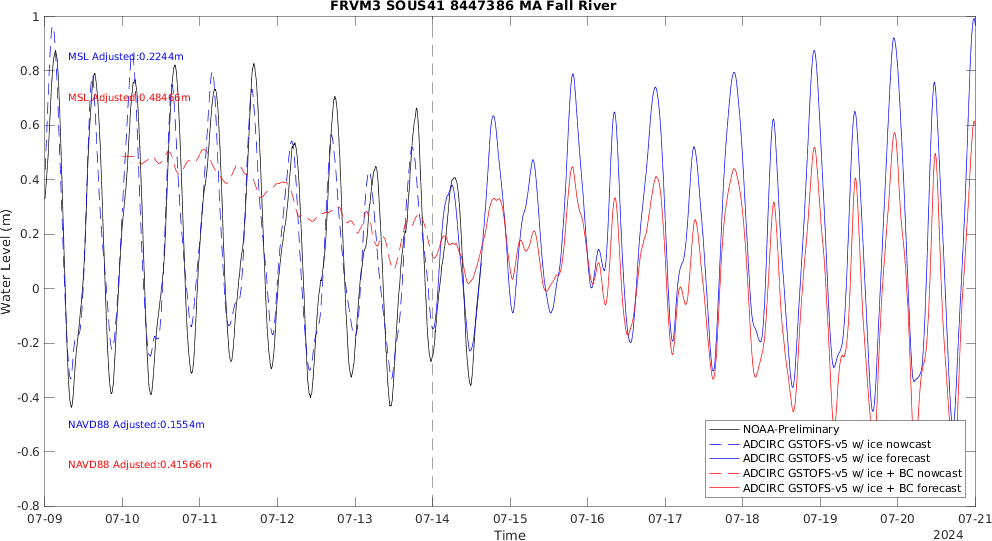 FRVM3 SOUS41 8447386 MA Fall River
Water Level (m)
1
0.8
0.6
0.4
0.2
0
-0.2
-0.4
-0.6
-0.8
MSL Adjusted:0.2244m
MSL Adjusted:0.48466m
NAVD88 Adjusted:0.1554m
NAVD88 Adjusted:0.41566m
NOAA-Preliminary
ADCIRC GSTOFS-v5 w/ ice nowcast
ADCIRC GSTOFS-v5 w/ ice forecast
ADCIRC GSTOFS-v5 w/ ice + BC nowcast
ADCIRC GSTOFS-v5 w/ ice + BC forecast
07-09 07-10 07-11 07-12 07-13 07-14 07-15 07-16 07-17 07-18 07-19 07-20 07-21
Time
2024